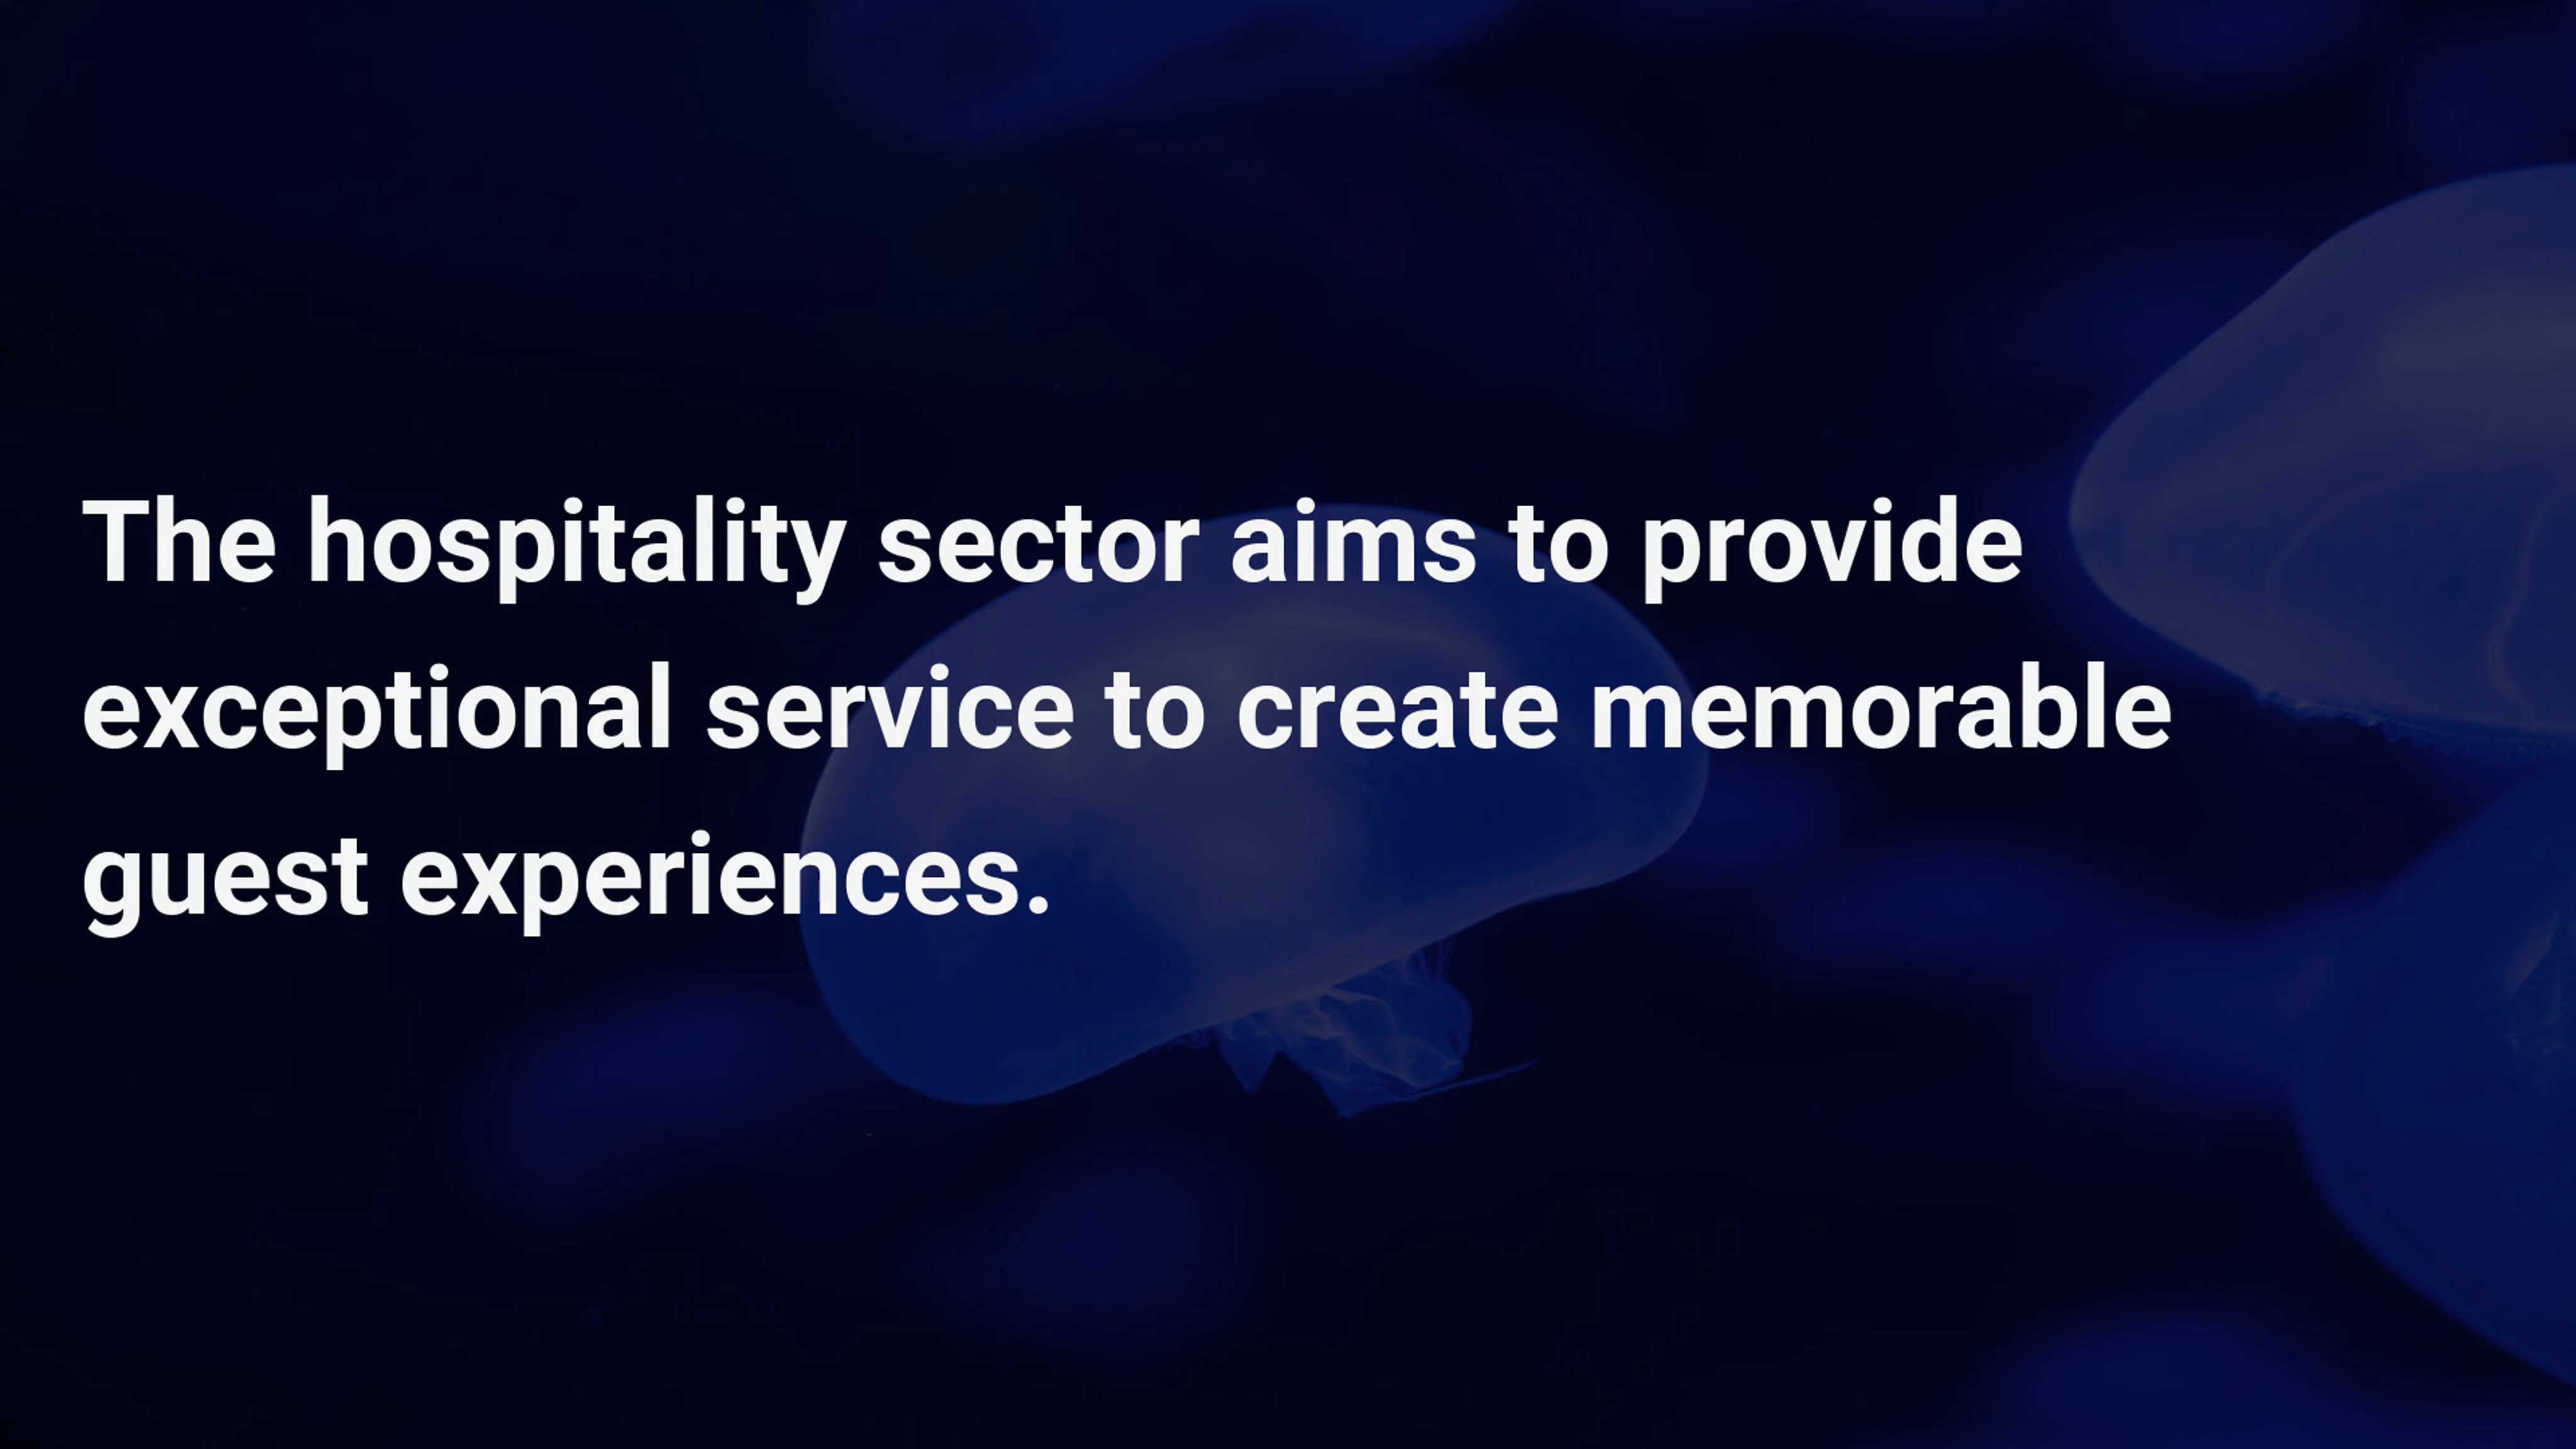 The hospitality sector aims to provide
exceptional service to create memorable
guest experiences.